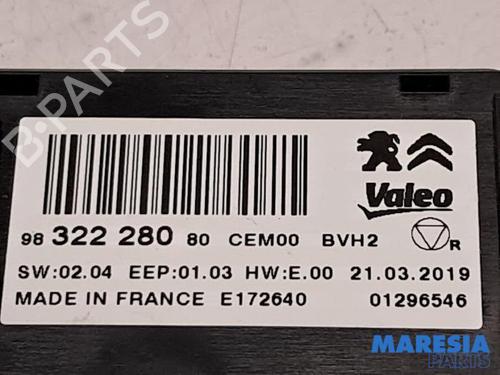 B-PARTS
Valeo
98 322 280 80 CEM00 BVH2
R
SW:02.04 EEP:01.03 HW:E.00 21.03.2019
MADE IN FRANCE E172640 01296546
MARESIA
PARTS